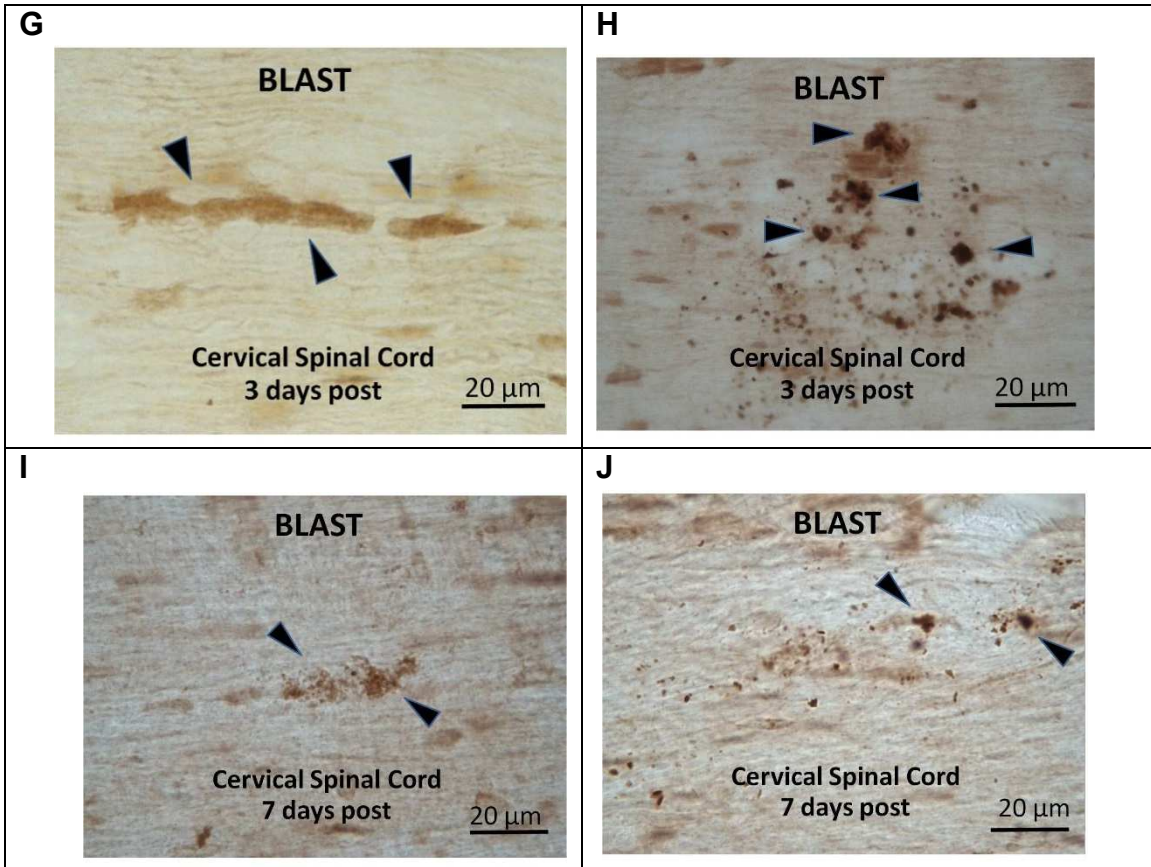 G
BLAST
Cervical Spinal Cord
3 days post
20 µm
H
BLAST
Cervical Spinal Cord
3 days post
20 µm
I
BLAST
Cervical Spinal Cord
7 days post
20 µm
J
BLAST
Cervical Spinal Cord
7 days post
20 µm